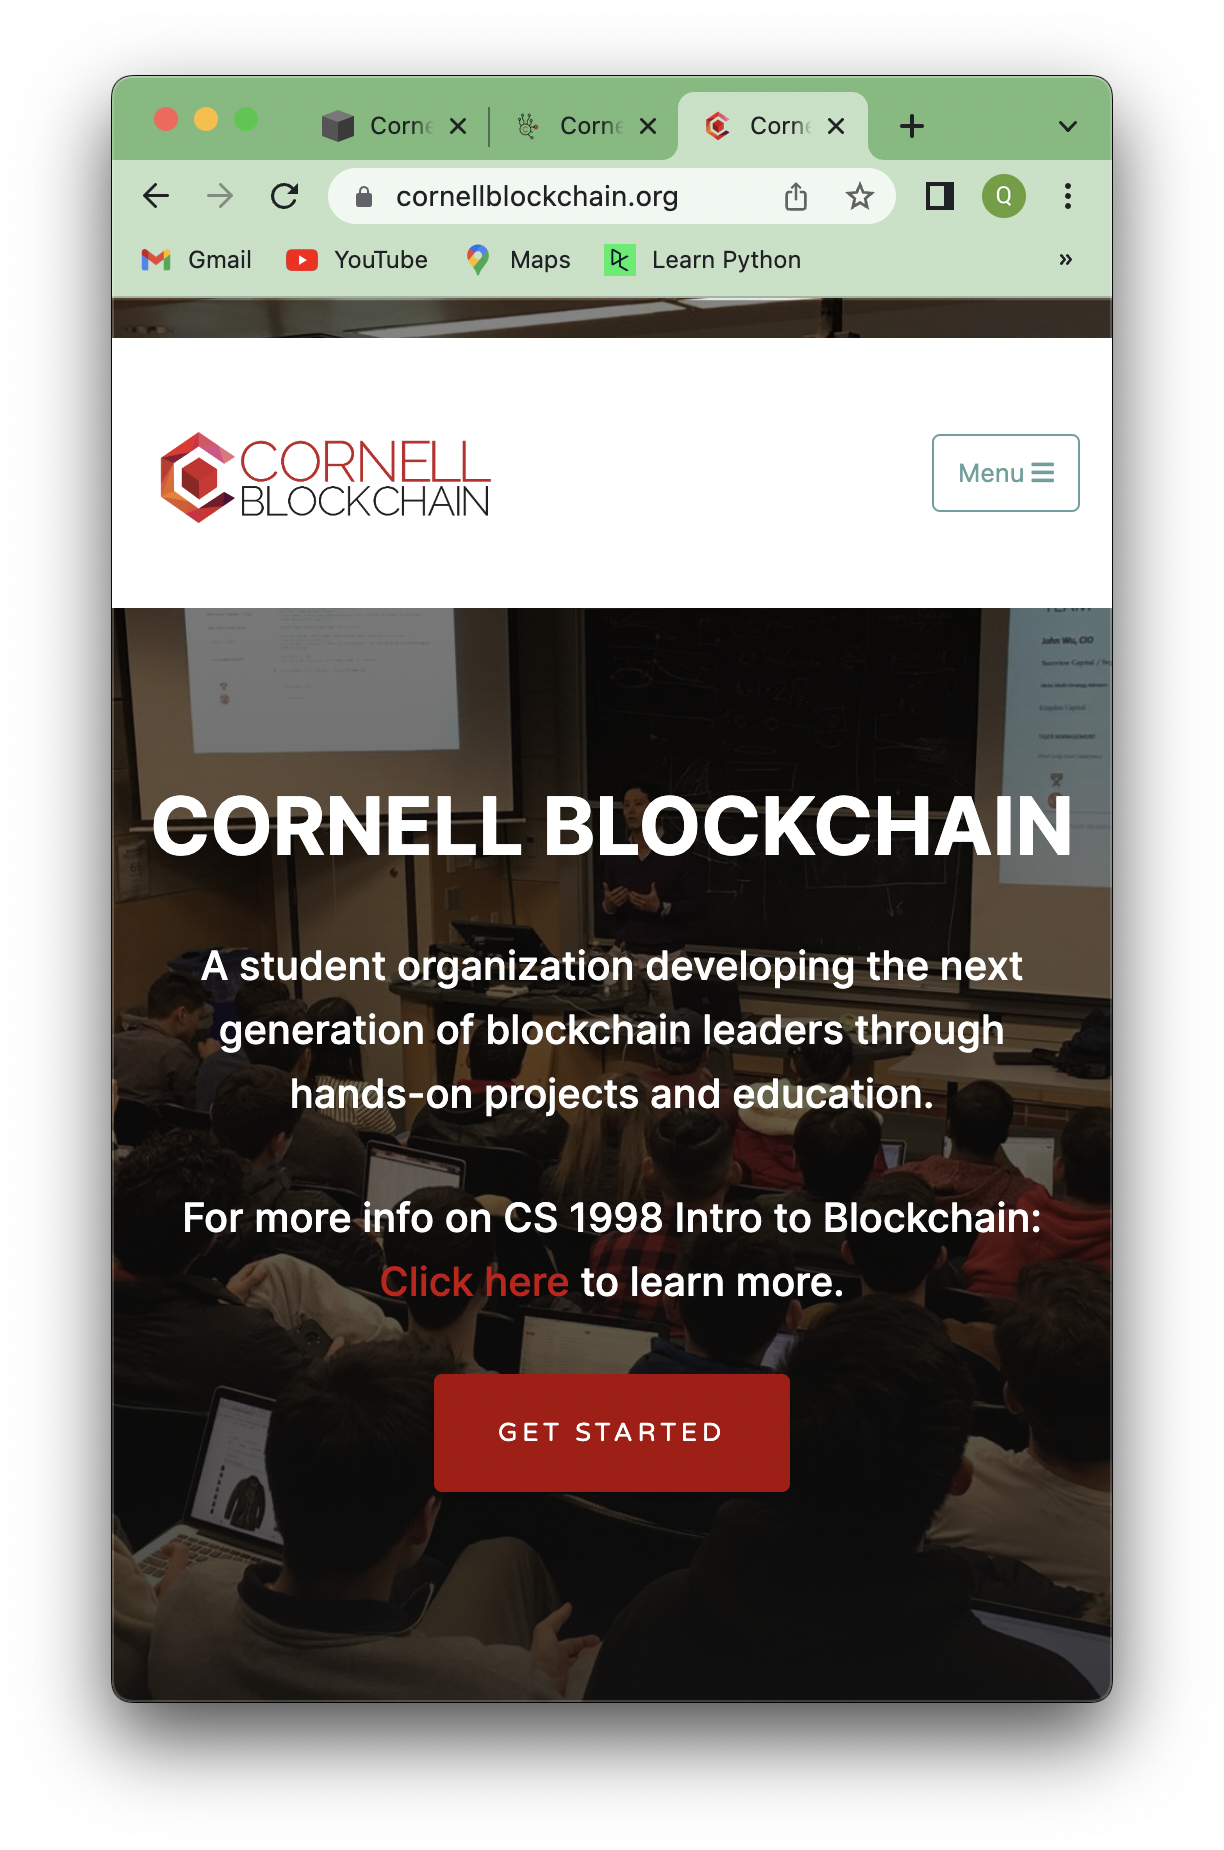 Corne
Corne
Corne
cornellblockchain.org
Q
Gmail
YouTube
Maps
Learn Python
»
CORNELL
BLOCKCHAIN
Menu
TEAM
John Wu, CIO
CORNELL BLOCKCHAIN
A student organization developing the next
generation of blockchain leaders through
hands-on projects and education.
For more info on CS 1998 Intro to Blockchain:
Click here to learn more.
GET STARTED